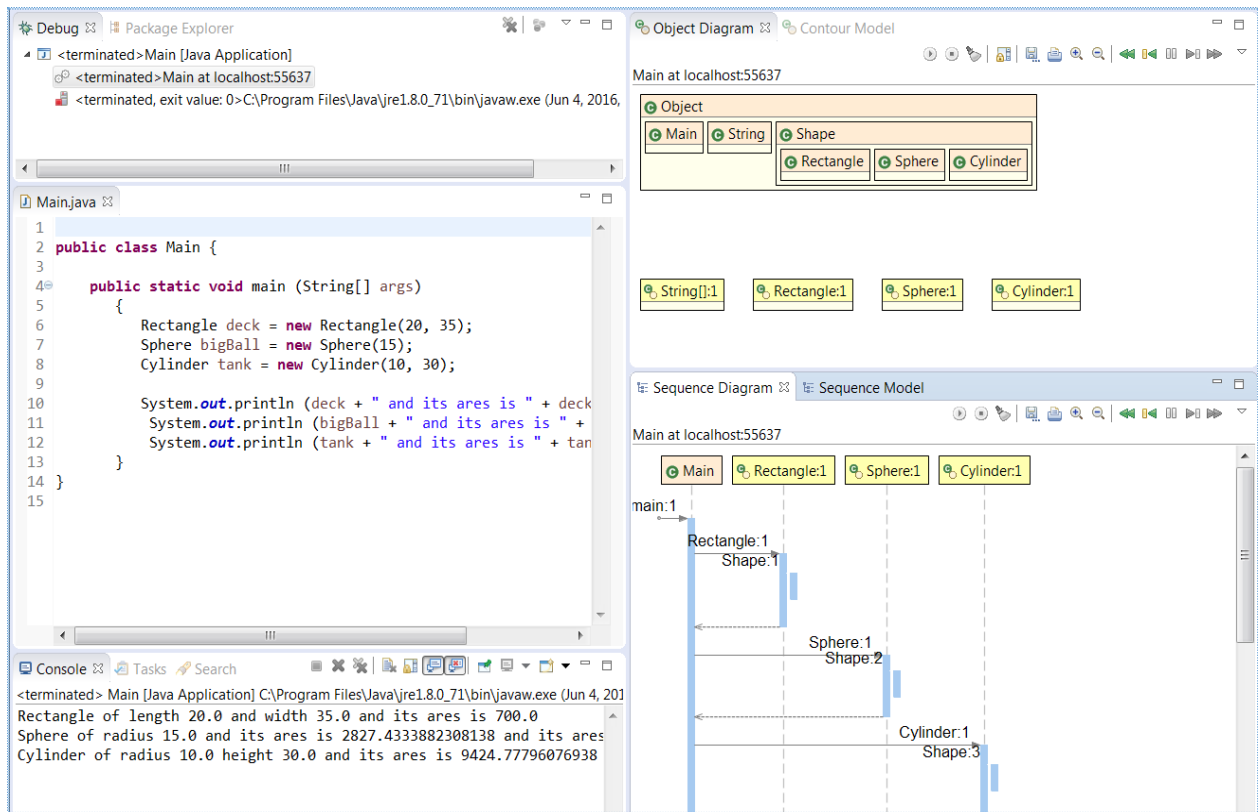 Debug Package Explorer
<terminated>Main [Java Application]
<terminated>Main at localhost:55637
<terminated, exit value: 0>C:\Program Files\Java\jre1.8.0_71\bin\javaw.exe (Jun 4, 2016,
Main.java
1
2 public class Main {
3
4 public static void main (String[] args)
5 {
6 Rectangle deck = new Rectangle(20, 35);
7 Sphere bigBall = new Sphere(15);
8 Cylinder tank = new Cylinder(10, 30);
9
10 System.out.println (deck + " and its ares is " + deck
11 System.out.println (bigBall + " and its ares is " +
12 System.out.println (tank + " and its ares is " + tan
13 }
14 }
15
Console Tasks Search
<terminated> Main [Java Application] C:\Program Files\Java\jre1.8.0_71\bin\javaw.exe (Jun 4, 201
Rectangle of length 20.0 and width 35.0 and its ares is 700.0
Sphere of radius 15.0 and its ares is 2827.4333882308138 and its ares
Cylinder of radius 10.0 height 30.0 and its ares is 9424.77796076938
Object Diagram Contour Model
Main at localhost:55637
Object
Main String Shape
Rectangle Sphere Cylinder
String[]:1 Rectangle:1 Sphere:1 Cylinder:1
Sequence Diagram Sequence Model
Main at localhost:55637
Main Rectangle:1 Sphere:1 Cylinder:1
main:1
Rectangle:1
Shape:1
Sphere:1
Shape:2
Cylinder:1
Shape:3